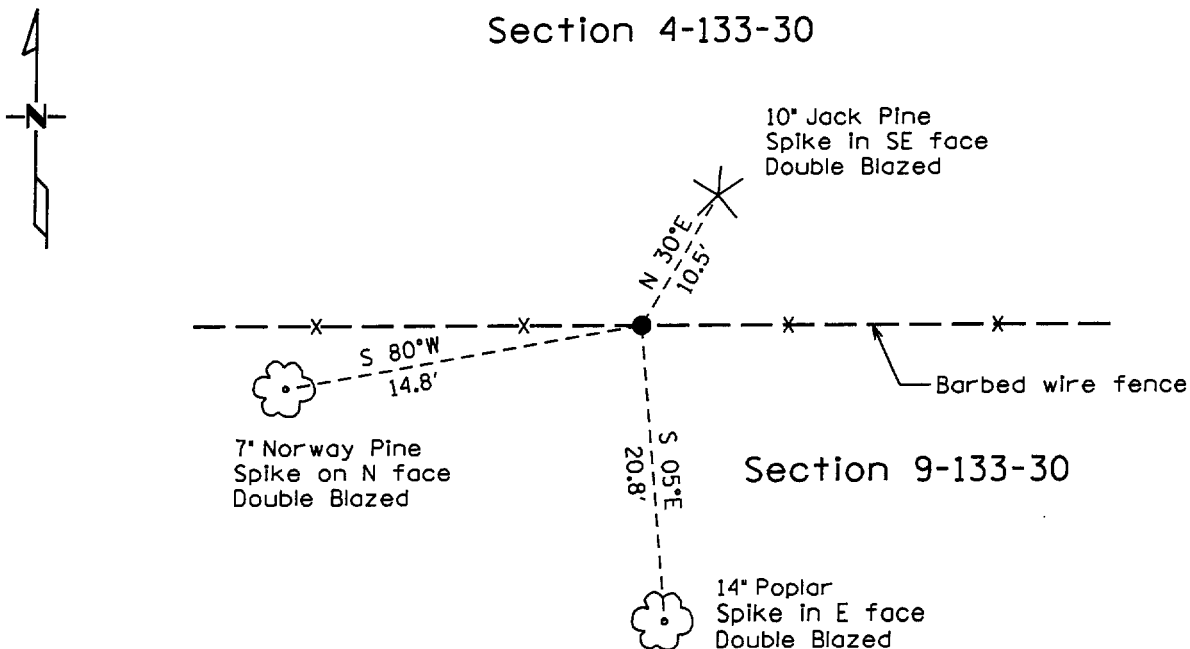 Section 4-133-30
N
10" Jack Pine
Spike in SE face
Double Blazed
N 30°E
10.5'
x x x x
S 80°W
14.8'
Barbed wire fence
7" Norway Pine
Spike on N face
Double Blazed
S 05°E
20.8'
Section 9-133-30
14" Poplar
Spike in E face
Double Blazed